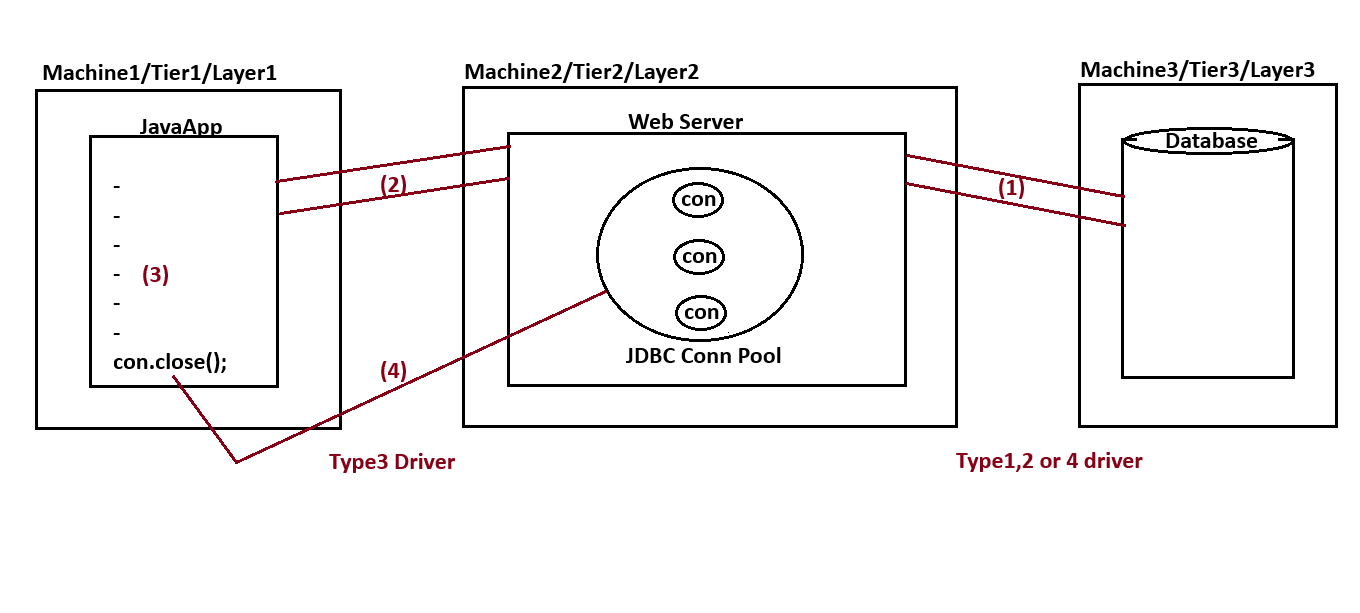 Machine1/Tier1/Layer1
JavaApp
-
-
-
- (3)
-
-
con.close();
(2)
(4)
Type3 Driver
Machine2/Tier2/Layer2
Web Server
con
con
con
JDBC Conn Pool
(1)
Type1,2 or 4 driver
Machine3/Tier3/Layer3
Database